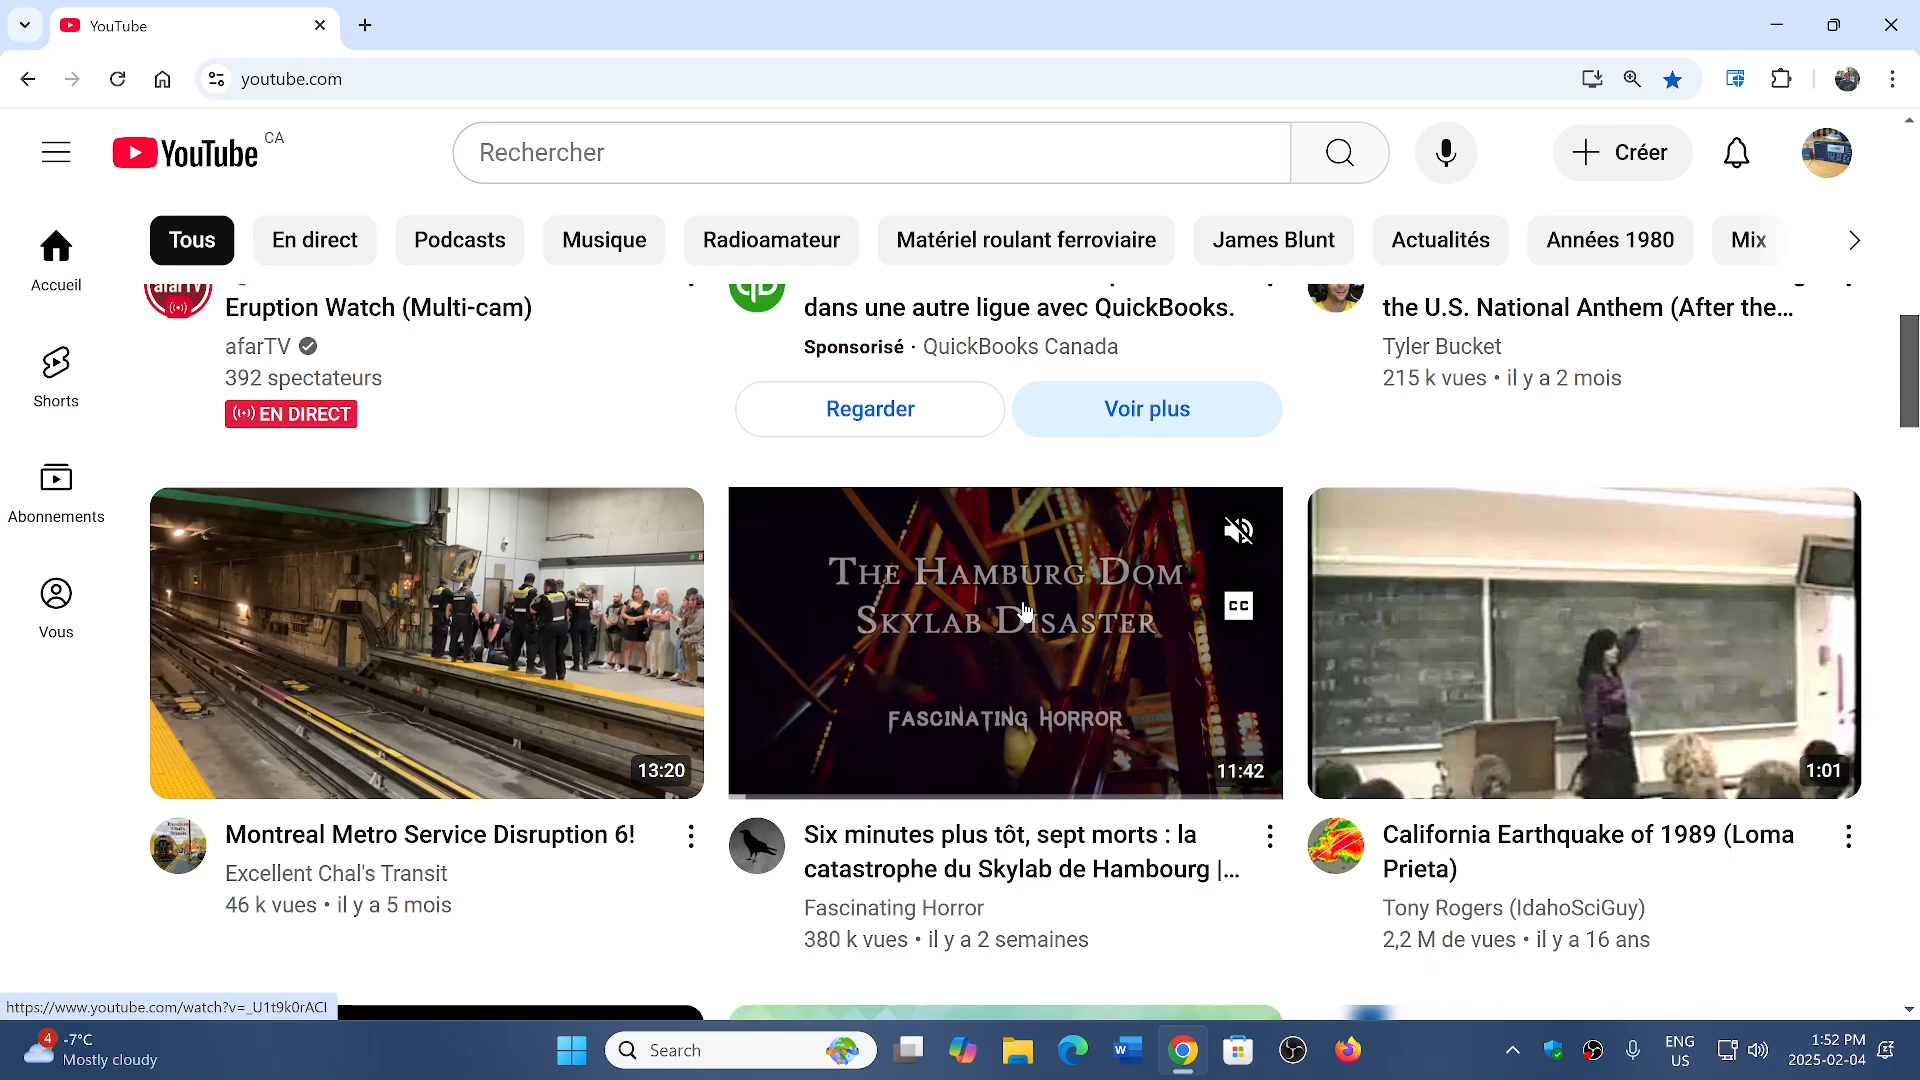 YouTube
youtube.com
YouTube CA
Rechercher
Créer
Tous
En direct
Podcasts
Musique
Radioamateur
Matériel roulant ferroviaire
James Blunt
Actualités
Années 1980
Mix
Accueil
Shorts
Abonnements
Vous
Eruption Watch (Multi-cam)
afarTV
392 spectateurs
EN DIRECT
dans une autre ligue avec QuickBooks.
Sponsorisé · QuickBooks Canada
Regarder
Voir plus
the U.S. National Anthem (After the...
Tyler Bucket
215 k vues • il y a 2 mois
13:20
Montreal Metro Service Disruption 6!
Excellent Chal's Transit
46 k vues • il y a 5 mois
THE HAMBURG DOM
SKYLAB DISASTER
FASCINATING HORROR
CC
11:42
Six minutes plus tôt, sept morts : la
catastrophe du Skylab de Hambourg |...
Fascinating Horror
380 k vues • il y a 2 semaines
1:01
California Earthquake of 1989 (Loma
Prieta)
Tony Rogers (IdahoSciGuy)
2,2 M de vues • il y a 16 ans
https://www.youtube.com/watch?v=_U1t9k0rACI
4
-7°C
Mostly cloudy
Search
ENG
US
1:52 PM
2025-02-04